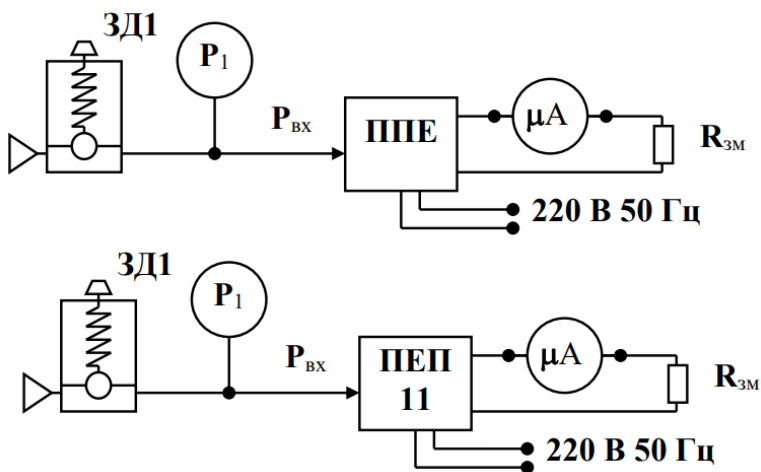 ЗД1
P1
Pвх
ППЕ
μA
Rзм
220 В 50 Гц
ЗД1
P1
Pвх
ПЕП
11
μA
Rзм
220 В 50 Гц